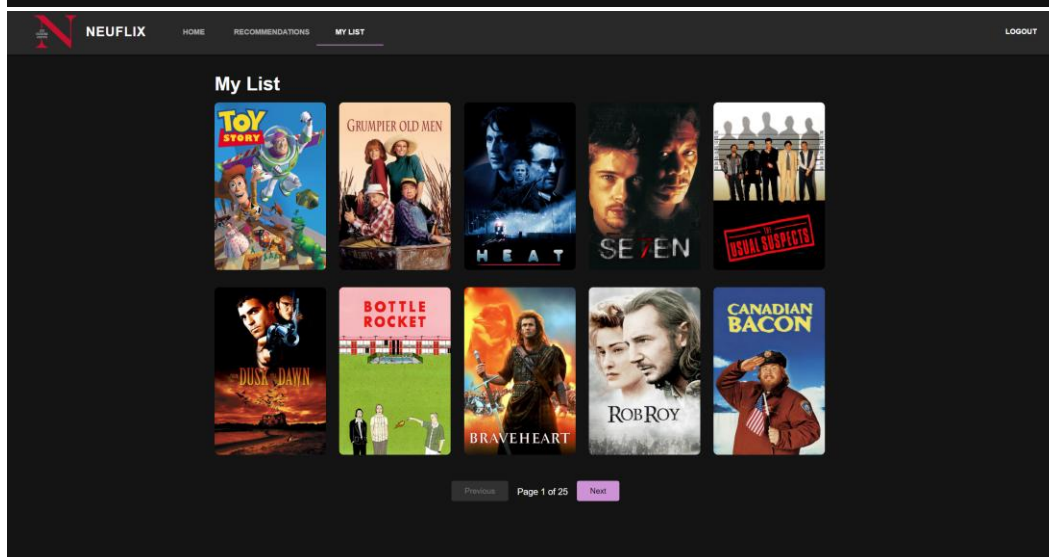 NEUFLIX HOME RECOMMENDATIONS MY LIST LOGOUT
My List
TOY
STORY
GRUMPIER OLD MEN
HEAT
SE7EN
THE
USUAL SUSPECTS
DUSK DAWN
BOTTLE
ROCKET
BRAVEHEART
ROB ROY
CANADIAN
BACON
Previous Page 1 of 25 Next